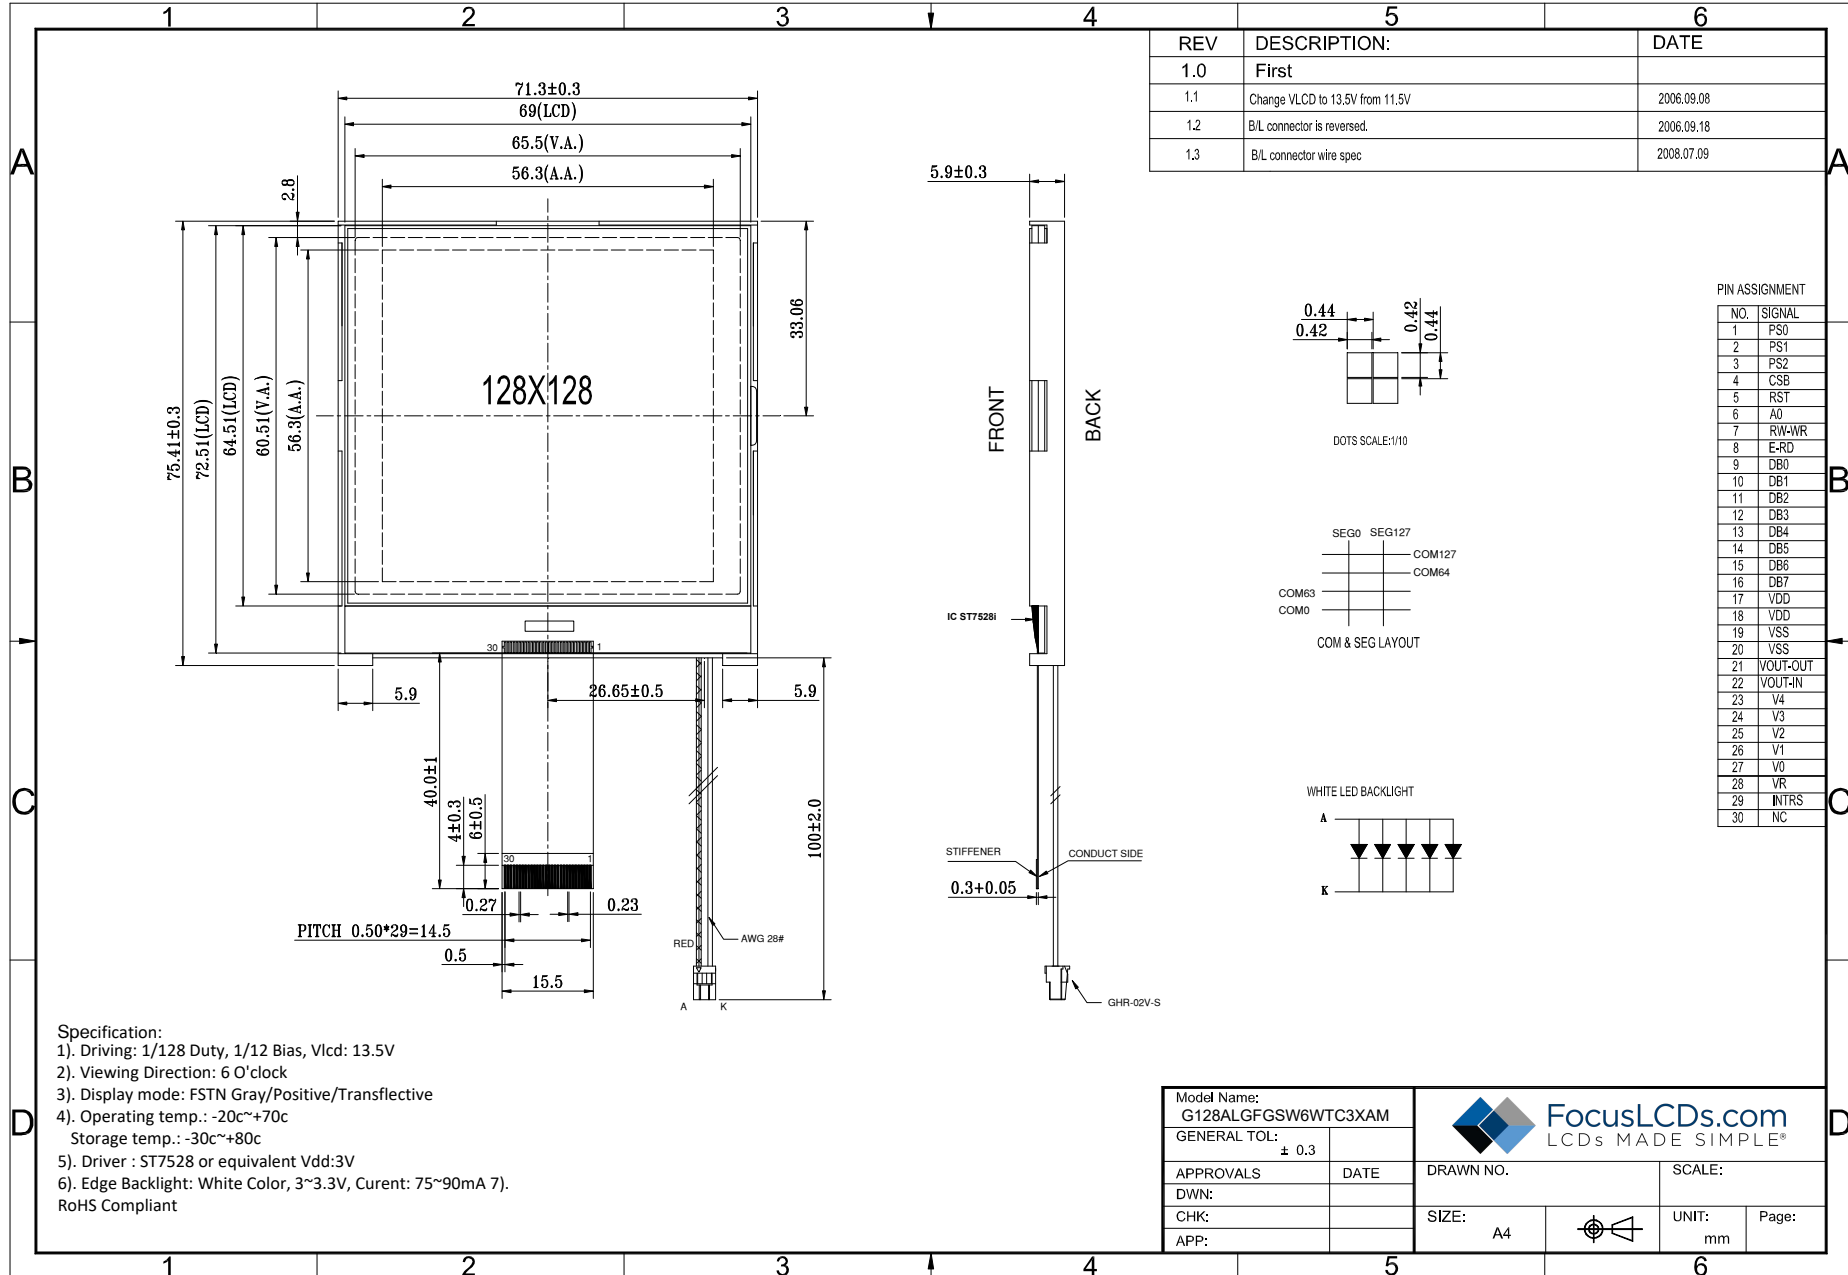 1 2 3 4 5 6
A
B
C
D
A
B
C
D
REV DESCRIPTION: DATE
1.0 First
1.1 Change VLCD to 13.5V from 11.5V 2006.09.08
1.2 B/L connector is reversed. 2006.09.18
1.3 B/L connector wire spec 2008.07.09
71.3±0.3
69(LCD)
65.5(V.A.)
56.3(A.A.)
2.8
75.41±0.3
72.51(LCD)
64.51(LCD)
60.51(V.A.)
56.3(A.A.)
33.06
128X128
30 1
5.9
26.65±0.5
5.9
40.0±1
4±0.3
6±0.5
100±2.0
30 1
0.27
0.23
PITCH 0.50*29=14.5
0.5
15.5
RED
AWG 28#
A K
5.9±0.3
FRONT
BACK
IC ST7528i
STIFFENER
CONDUCT SIDE
0.3+0.05
GHR-02V-S
0.44
0.42
0.42
0.44
DOTS SCALE:1/10
SEG0 SEG127
COM127
COM64
COM63
COM0
COM & SEG LAYOUT
WHITE LED BACKLIGHT
A
K
PIN ASSIGNMENT
NO. SIGNAL
1 PS0
2 PS1
3 PS2
4 CSB
5 RST
6 A0
7 RW-WR
8 E-RD
9 DB0
10 DB1
11 DB2
12 DB3
13 DB4
14 DB5
15 DB6
16 DB7
17 VDD
18 VDD
19 VSS
20 VSS
21 VOUT-OUT
22 VOUT-IN
23 V4
24 V3
25 V2
26 V1
27 V0
28 VR
29 INTRS
30 NC
Specification:
1). Driving: 1/128 Duty, 1/12 Bias, Vlcd: 13.5V
2). Viewing Direction: 6 O'clock
3). Display mode: FSTN Gray/Positive/Transflective
4). Operating temp.: -20c~+70c
Storage temp.: -30c~+80c
5). Driver : ST7528 or equivalent Vdd:3V
6). Edge Backlight: White Color, 3~3.3V, Curent: 75~90mA 7).
RoHS Compliant
Model Name:
G128ALGFGSW6WTC3XAM
GENERAL TOL:
± 0.3
APPROVALS DATE
DWN:
CHK:
APP:
FocusLCDs.com
LCDs MADE SIMPLE®
DRAWN NO.
SCALE:
SIZE:
A4
UNIT:
mm
Page:
1 2 3 4 5 6